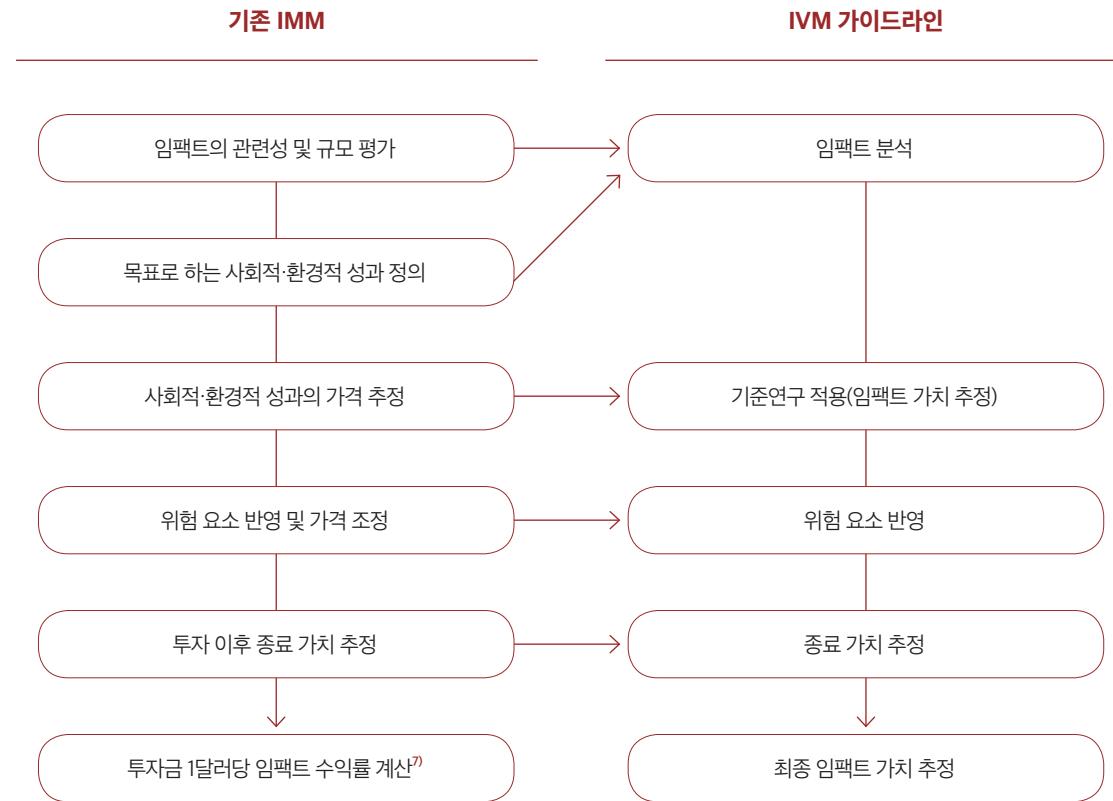 기존 IMM
IVM 가이드라인
임팩트의 관련성 및 규모 평가
임팩트 분석
목표로 하는 사회적·환경적 성과 정의
사회적·환경적 성과의 가격 추정
기준연구 적용(임팩트 가치 추정)
위험 요소 반영 및 가격 조정
위험 요소 반영
투자 이후 종료 가치 추정
종료 가치 추정
투자금 1달러당 임팩트 수익률 계산7)
최종 임팩트 가치 추정